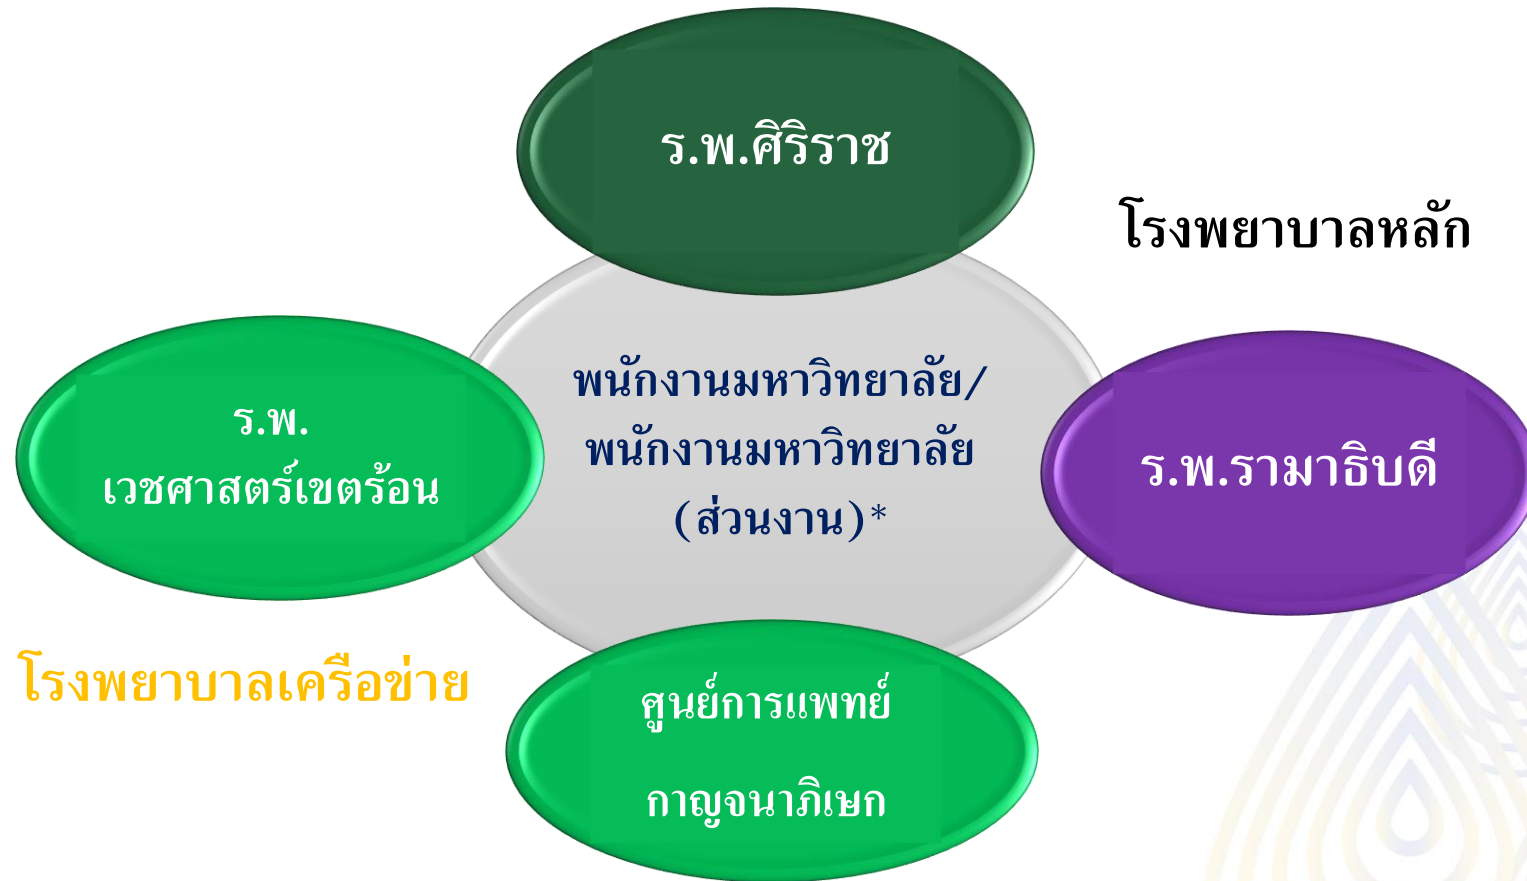 ร.พ.ศิริราช
โรงพยาบาลหลัก
พนักงานมหาวิทยาลัย/
พนักงานมหาวิทยาลัย
(ส่วนงาน)*
ร.พ.
เวชศาสตร์เขตร้อน
ร.พ.รามาธิบดี
โรงพยาบาลเครือข่าย
ศูนย์การแพทย์
กาญจนาภิเษก